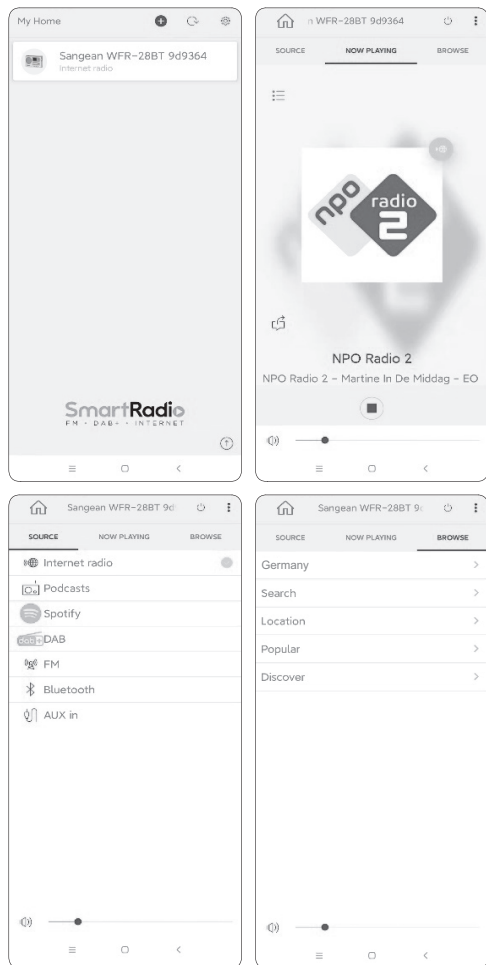 My Home
Sangean WFR-28BT 9d9364
Internet radio
SmartRadio
FM • DAB+ • INTERNET
n WFR-28BT 9d9364
SOURCE NOW PLAYING BROWSE
npo radio 2
NPO Radio 2
NPO Radio 2 - Martine In De Middag - EO
Sangean WFR-28BT 9d
SOURCE NOW PLAYING BROWSE
Internet radio
Podcasts
Spotify
dab+ DAB
FM
Bluetooth
AUX in
Sangean WFR-28BT 9
SOURCE NOW PLAYING BROWSE
Germany
Search
Location
Popular
Discover